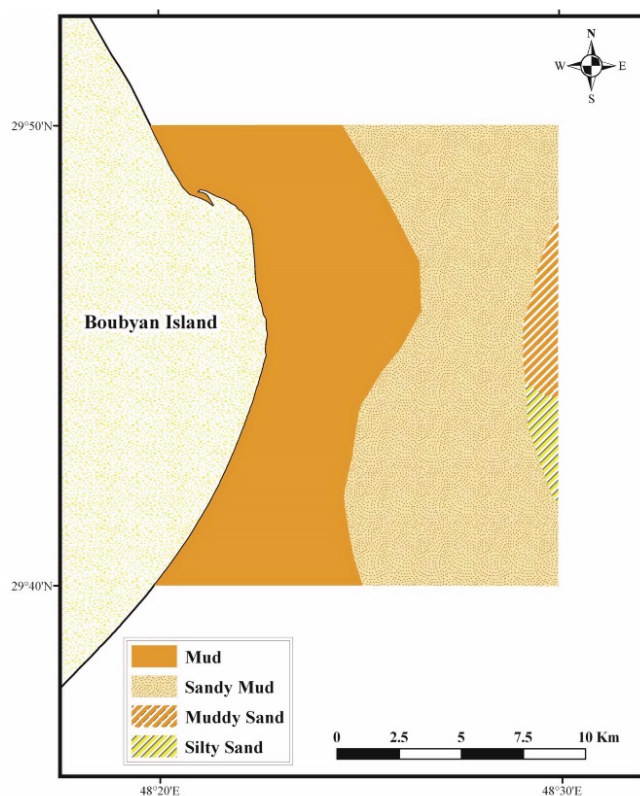 N
W E
S
29°50'N
Boubyan Island
29°40'N
Mud
Sandy Mud
Muddy Sand
Silty Sand
0 2.5 5 7.5 10 Km
48°20'E 48°30'E